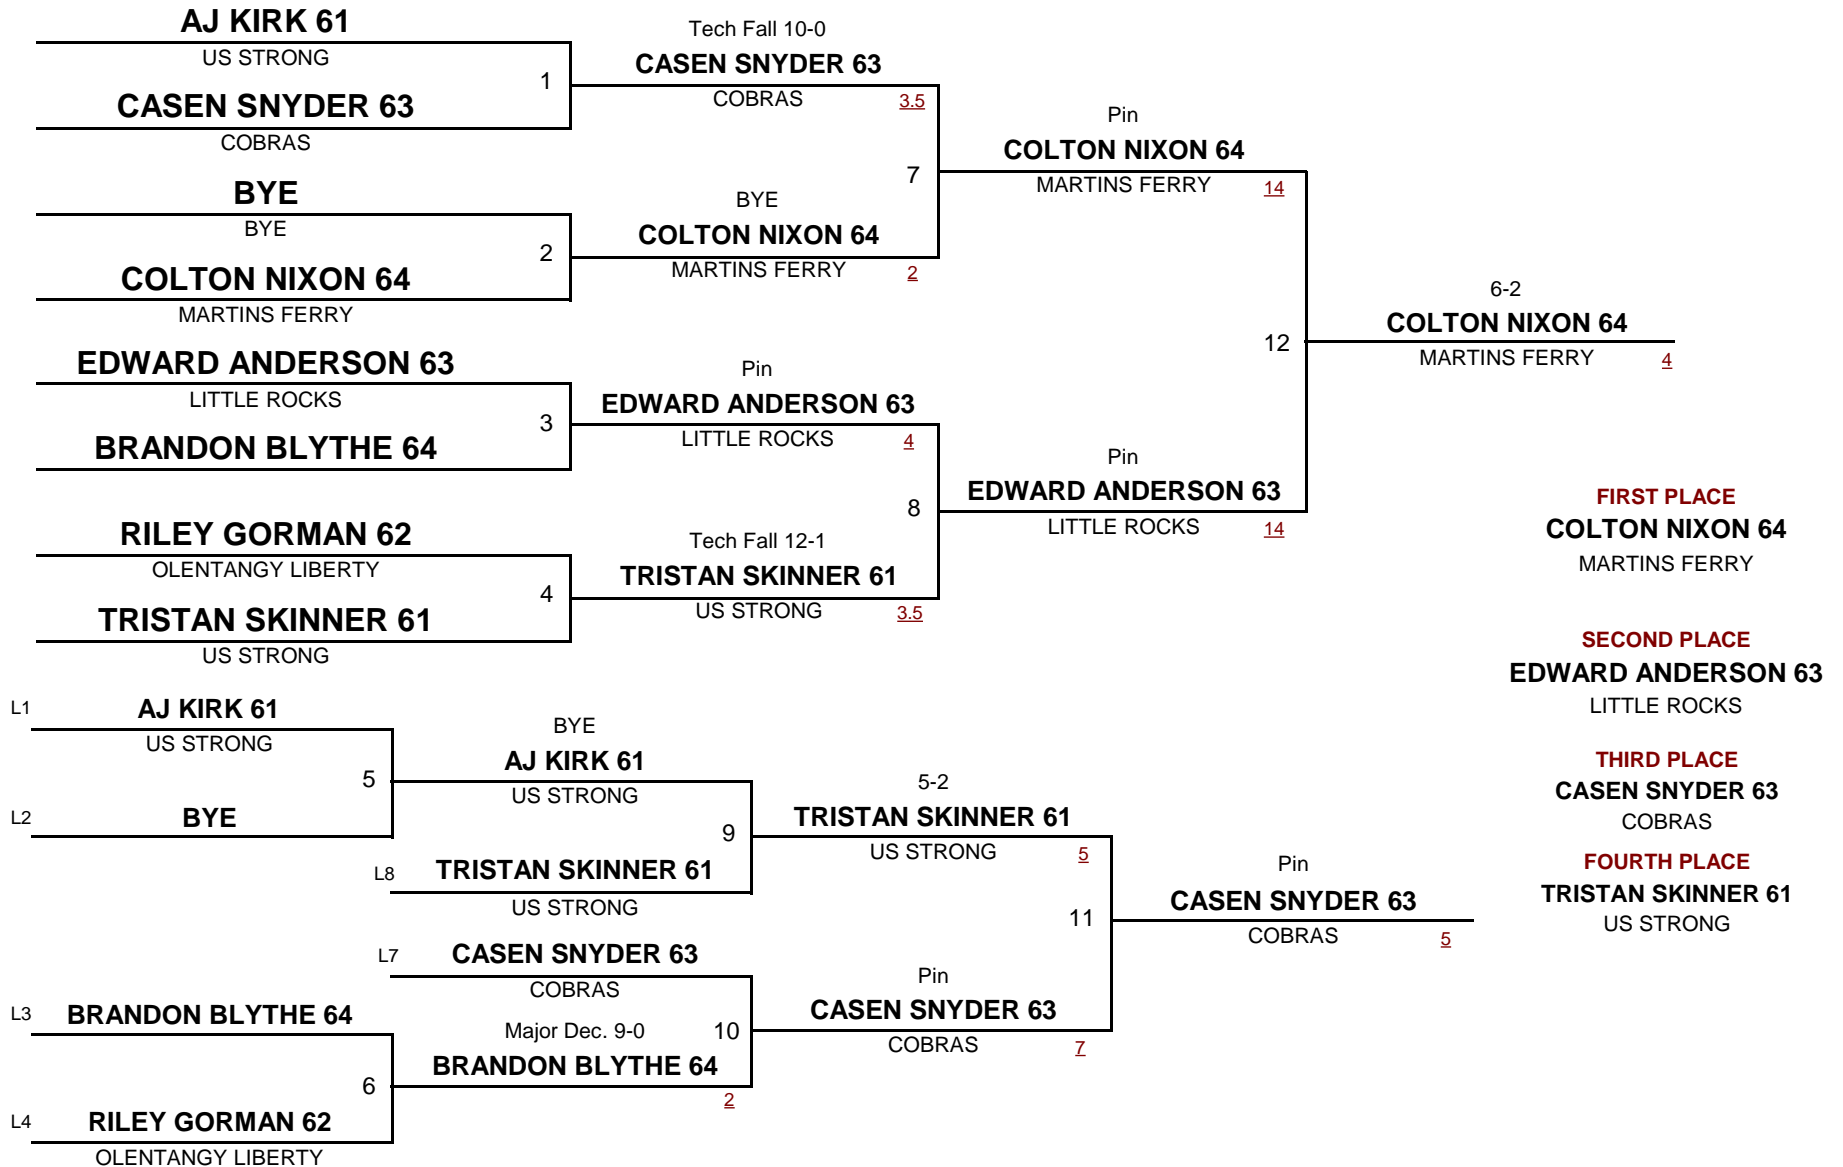 AJ KIRK 61
US STRONG
1
CASEN SNYDER 63
COBRAS
BYE
BYE
2
COLTON NIXON 64
MARTINS FERRY
EDWARD ANDERSON 63
LITTLE ROCKS
3
BRANDON BLYTHE 64
RILEY GORMAN 62
OLENTANGY LIBERTY
4
TRISTAN SKINNER 61
US STRONG
Tech Fall 10-0
CASEN SNYDER 63
COBRAS 3.5
7
BYE
COLTON NIXON 64
MARTINS FERRY 2
Pin
EDWARD ANDERSON 63
LITTLE ROCKS 4
8
Tech Fall 12-1
TRISTAN SKINNER 61
US STRONG 3.5
Pin
COLTON NIXON 64
MARTINS FERRY 14
12
Pin
EDWARD ANDERSON 63
LITTLE ROCKS 14
6-2
COLTON NIXON 64
MARTINS FERRY 4
FIRST PLACE
COLTON NIXON 64
MARTINS FERRY
SECOND PLACE
EDWARD ANDERSON 63
LITTLE ROCKS
THIRD PLACE
CASEN SNYDER 63
COBRAS
FOURTH PLACE
TRISTAN SKINNER 61
US STRONG
L1 AJ KIRK 61
US STRONG
5
L2 BYE
L3 BRANDON BLYTHE 64
6
L4 RILEY GORMAN 62
OLENTANGY LIBERTY
BYE
AJ KIRK 61
US STRONG
9
L8 TRISTAN SKINNER 61
US STRONG
L7 CASEN SNYDER 63
COBRAS
Major Dec. 9-0 10
BRANDON BLYTHE 64
2
5-2
TRISTAN SKINNER 61
US STRONG 5
11
Pin
CASEN SNYDER 63
COBRAS 7
Pin
CASEN SNYDER 63
COBRAS 5